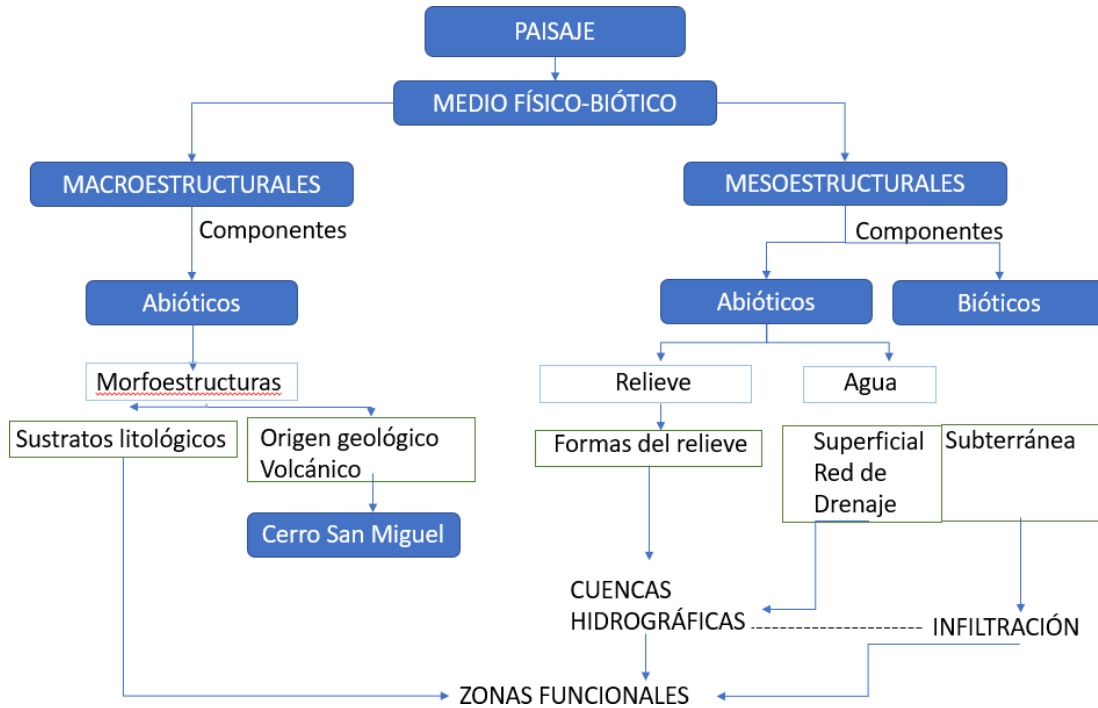 PAISAJE
MEDIO FÍSICO-BIÓTICO
MACROESTRUCTURALES
MESOESTRUCTURALES
Componentes
Componentes
Abióticos
Abióticos
Bióticos
Morfoestructuras
Relieve
Agua
Sustratos litológicos
Origen geológico
Volcánico
Formas del relieve
Superficial
Red de
Drenaje
Subterránea
Cerro San Miguel
CUENCAS
HIDROGRÁFICAS
INFILTRACIÓN
ZONAS FUNCIONALES